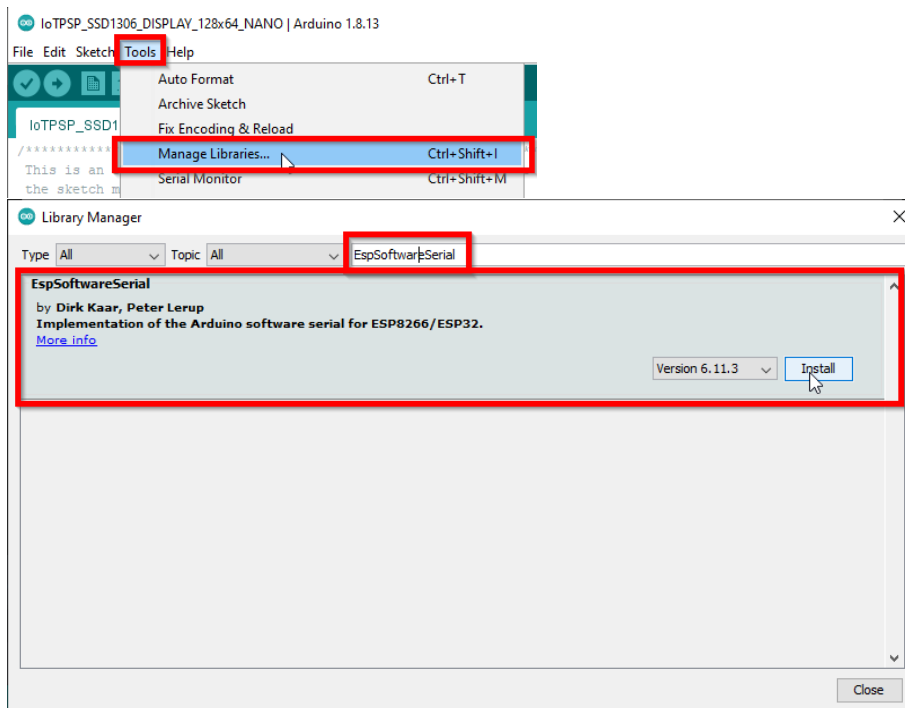 IoTPSP_SSD1306_DISPLAY_128x64_NANO | Arduino 1.8.13
File Edit Sketch Tools Help
Auto Format Ctrl+T
Archive Sketch
IoTPSP_SSD1 Fix Encoding & Reload
/************ Manage Libraries... Ctrl+Shift+I
This is an Serial Monitor Ctrl+Shift+M
the sketch m
Library Manager
Type All Topic All EspSoftwareSerial
EspSoftwareSerial
by Dirk Kaar, Peter Lerup
Implementation of the Arduino software serial for ESP8266/ESP32.
More info
Version 6.11.3 Install
Close